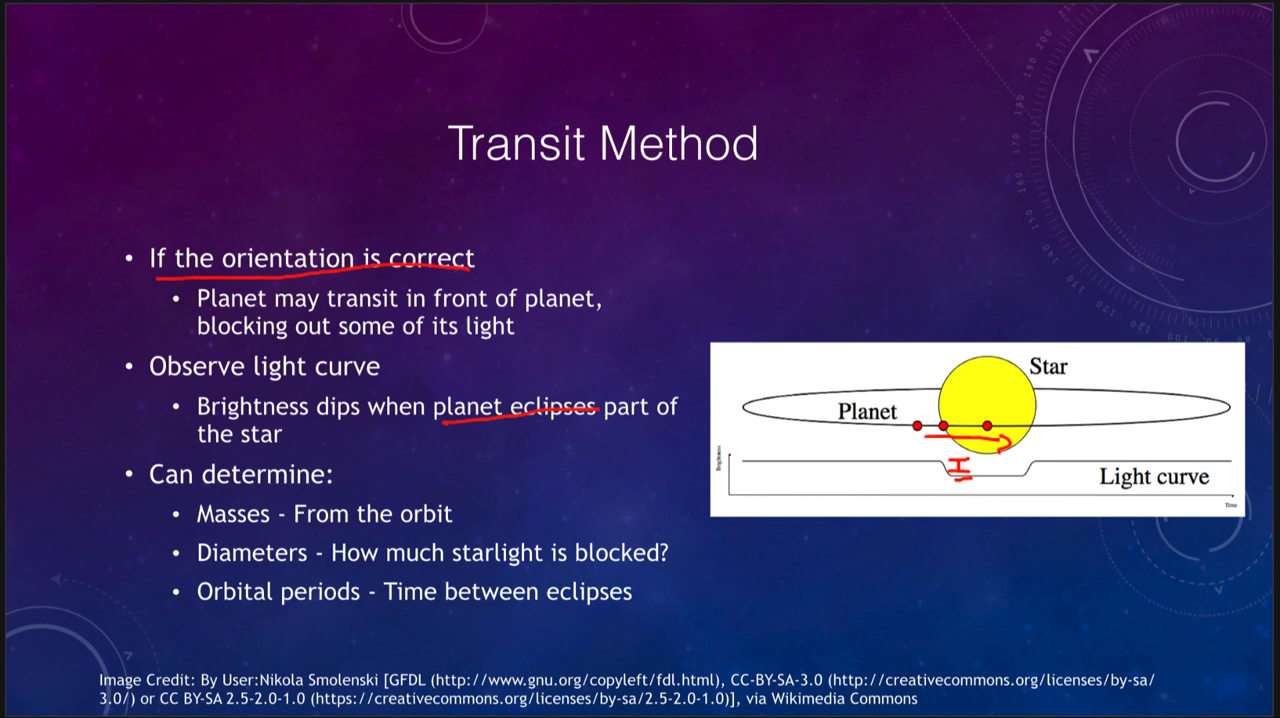 Transit Method
• If the orientation is correct
• Planet may transit in front of planet,
blocking out some of its light
• Observe light curve
• Brightness dips when planet eclipses part of
the star
• Can determine:
• Masses - From the orbit
• Diameters - How much starlight is blocked?
• Orbital periods - Time between eclipses
Star
Planet
Brightness
Light curve
Time
Image Credit: By User:Nikola Smolenski [GFDL (http://www.gnu.org/copyleft/fdl.html), CC-BY-SA-3.0 (http://creativecommons.org/licenses/by-sa/
3.0/) or CC BY-SA 2.5-2.0-1.0 (https://creativecommons.org/licenses/by-sa/2.5-2.0-1.0)], via Wikimedia Commons